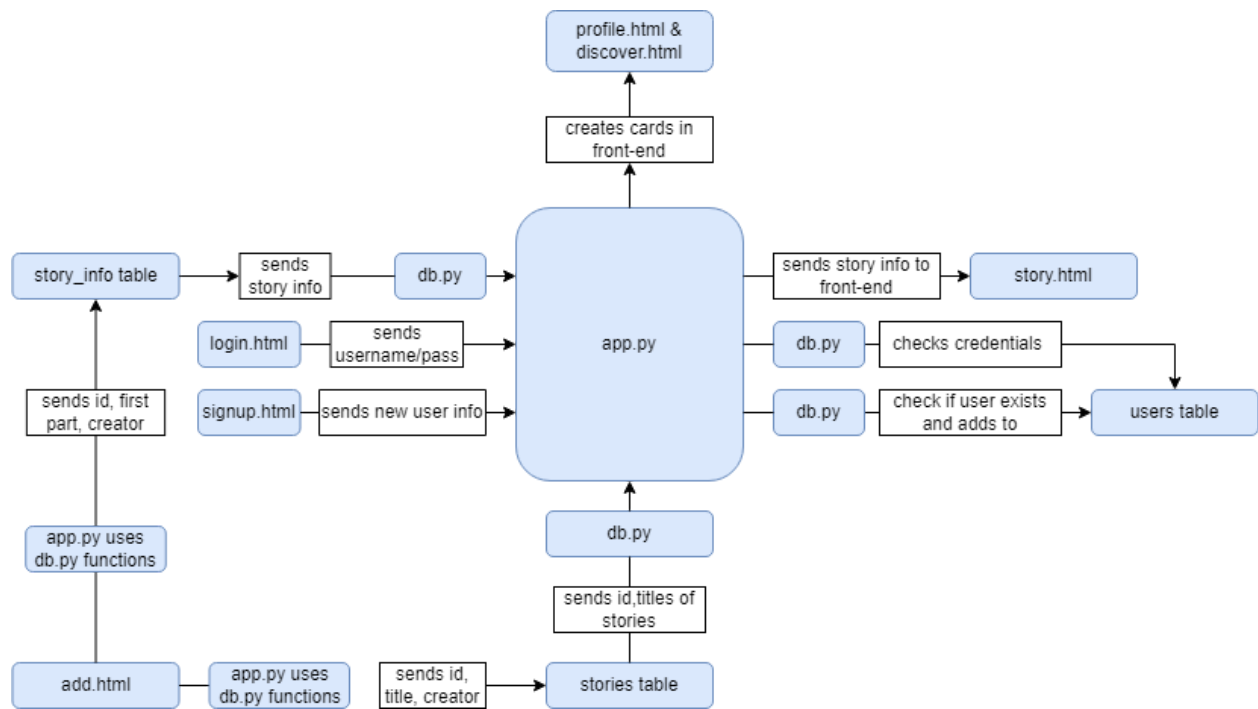 profile.html &
discover.html
creates cards in
front-end
story_info table
sends
story info
db.py
sends story info to
front-end
story.html
login.html
sends
username/pass
app.py
db.py
checks credentials
signup.html
sends new user info
db.py
check if user exists
and adds to
users table
sends id, first
part, creator
app.py uses
db.py functions
db.py
sends id,titles of
stories
add.html
app.py uses
db.py functions
sends id,
title, creator
stories table